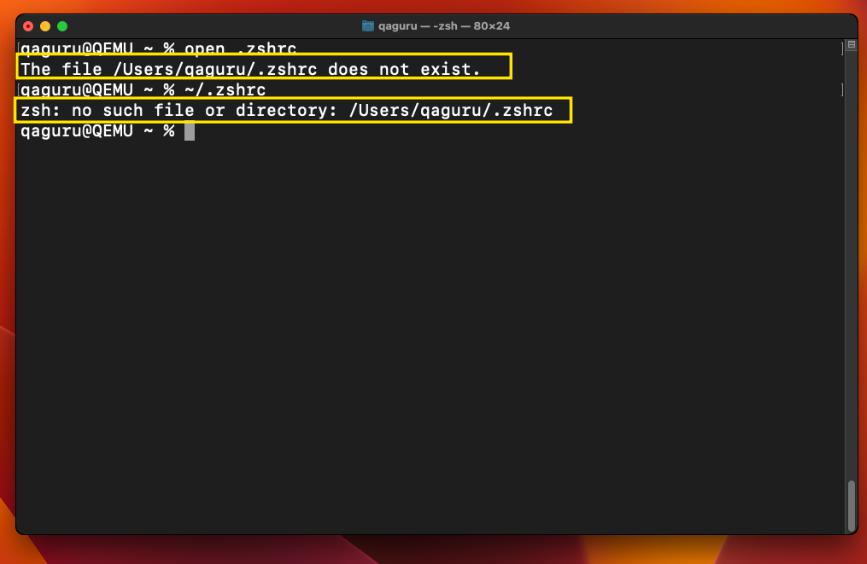 qaguru — -zsh — 80×24
[qaguru@QEMU ~ % open .zshrc ]
The file /Users/qaguru/.zshrc does not exist.
[qaguru@QEMU ~ % ~/.zshrc ]
zsh: no such file or directory: /Users/qaguru/.zshrc
qaguru@QEMU ~ %